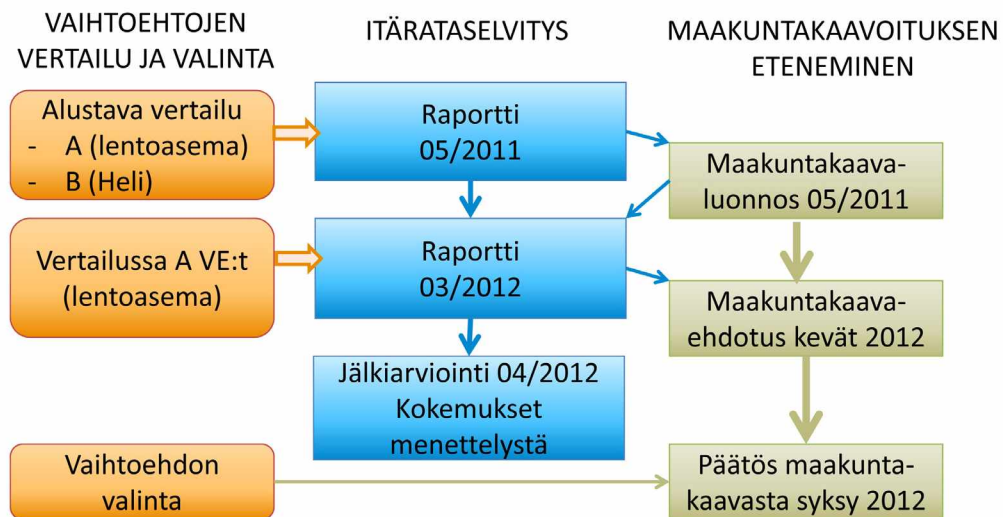 VAIHTOEHTOJEN
VERTAILU JA VALINTA
Alustava vertailu
- A (lentoasema)
- B (Heli)
Vertailussa A VE:t
(lentoasema)
Vaihtoehdon
valinta
ITÄRATASELVITYS
Raportti
05/2011
Raportti
03/2012
Jälkiarviointi 04/2012
Kokemukset
menettelystä
MAAKUNTAKAAVOITUKSEN
ETENEMINEN
Maakuntakaava-
luonnos 05/2011
Maakuntakaava-
ehdotus kevät 2012
Päätös maakunta-
kaavasta syksy 2012